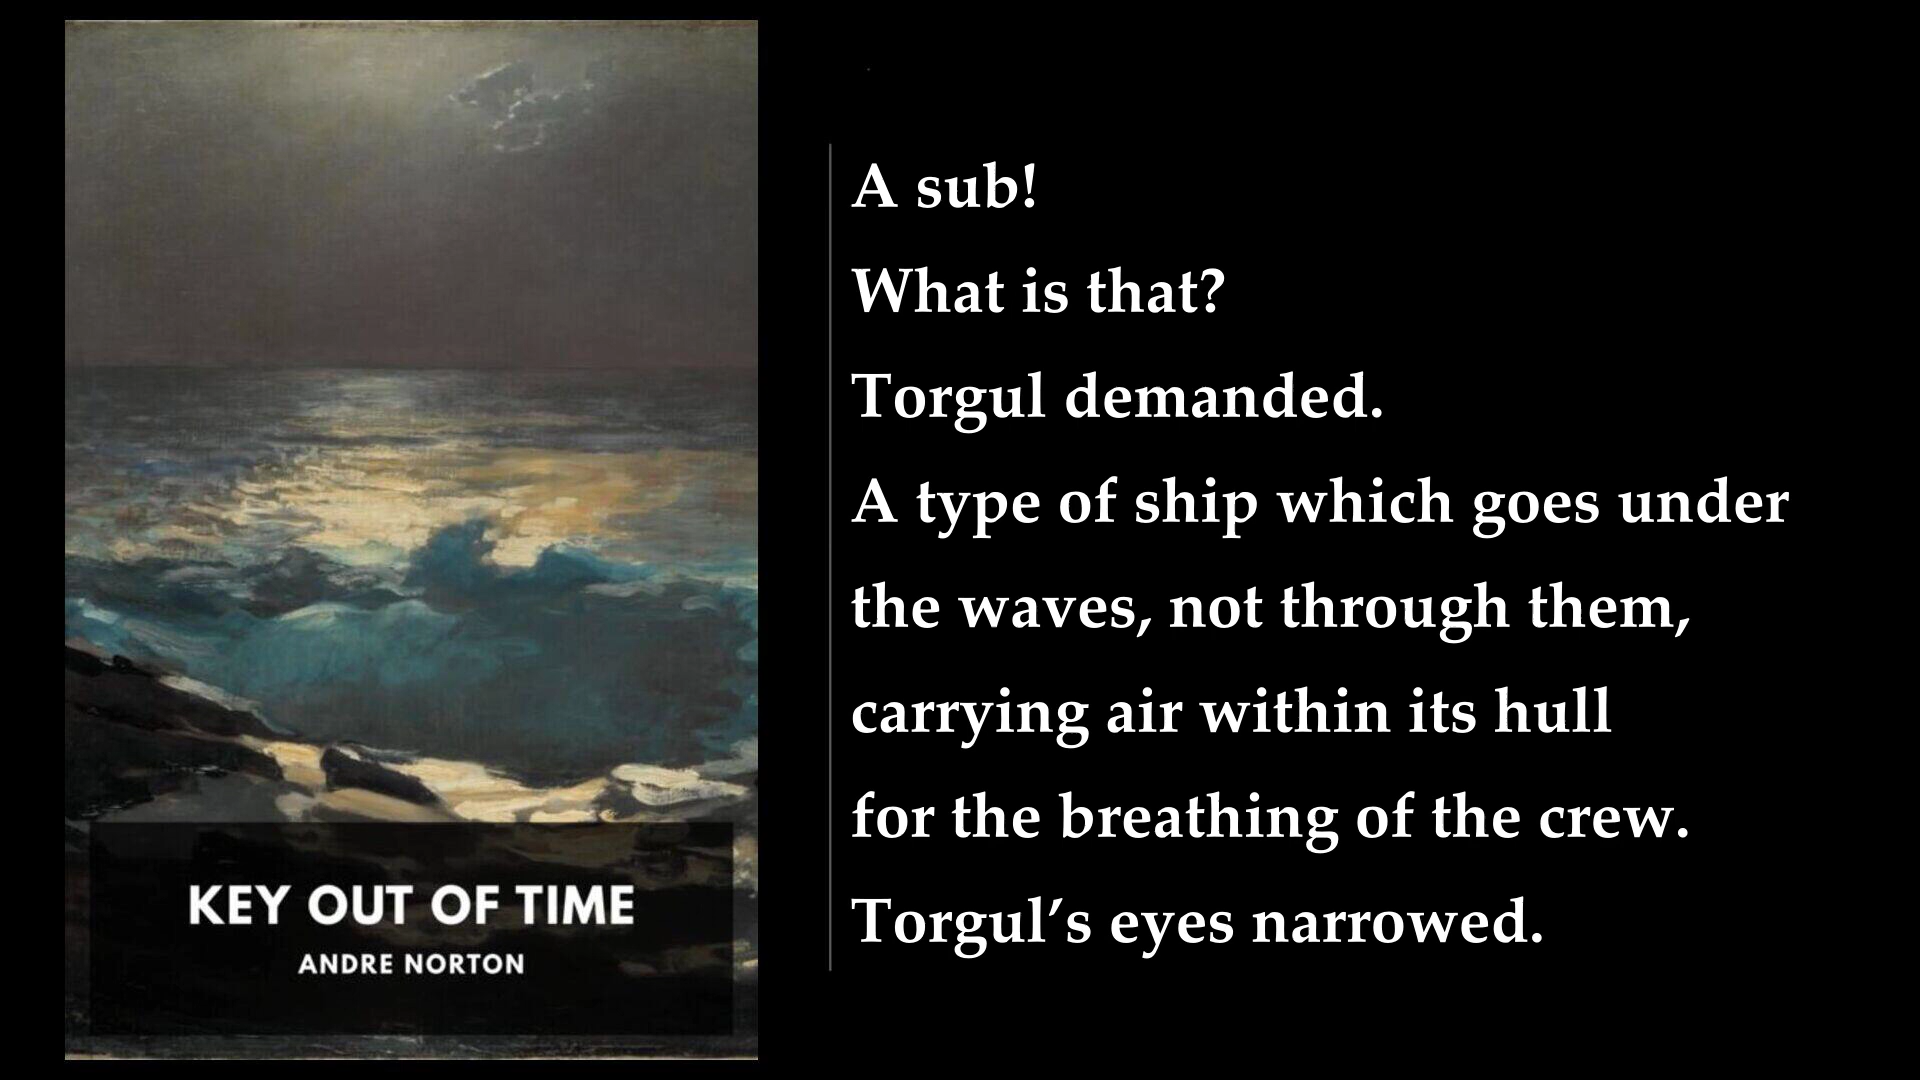 KEY OUT OF TIME
ANDRE NORTON
A sub!
What is that?
Torgul demanded.
A type of ship which goes under
the waves, not through them,
carrying air within its hull
for the breathing of the crew.
Torgul’s eyes narrowed.